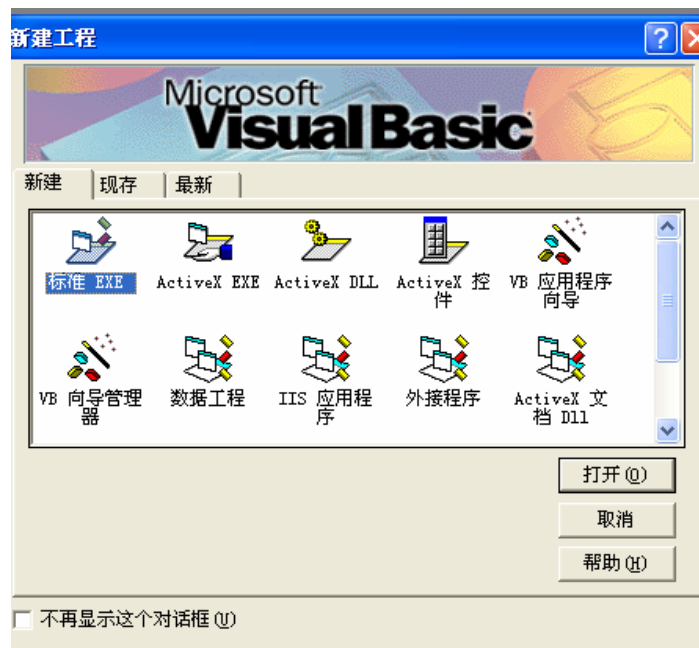 新建工程
?
Microsoft
Visual Basic
新建 现存 最新
标准 EXE ActiveX EXE ActiveX DLL ActiveX 控 VB 应用程序
件 向导
VB 向导管理 数据工程 IIS 应用程 外接程序 ActiveX 文
器 序 档 Dll
打开(O)
取消
帮助(H)
不再显示这个对话框(U)